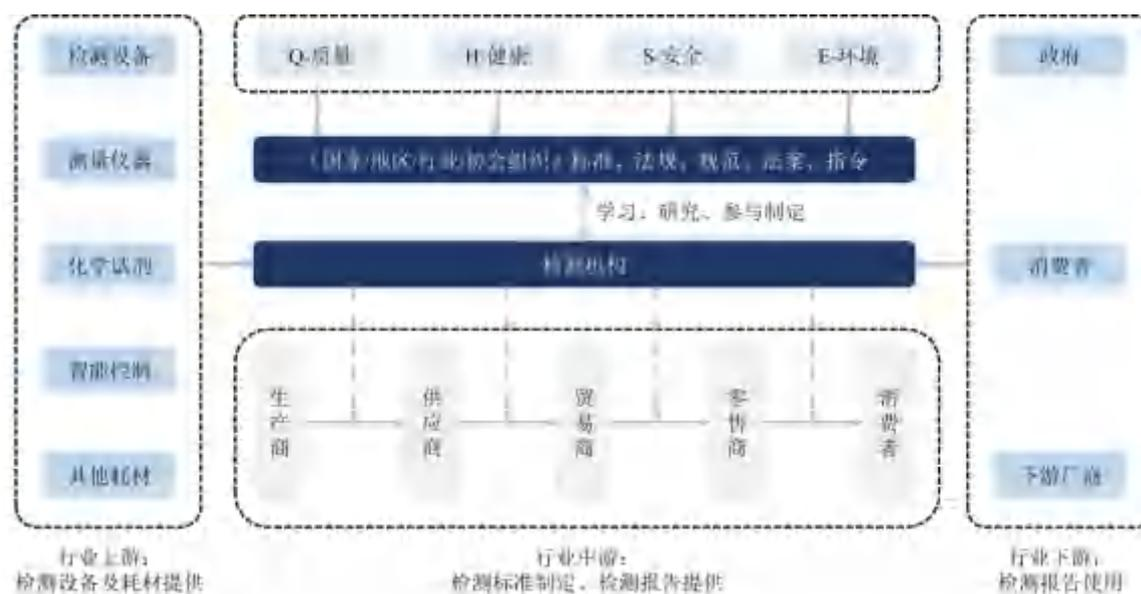 检测设备
测量仪器
化学试剂
智能控制
其他耗材
行业上游：
检测设备及耗材提供
Q-质量
H-健康
S-安全
E-环境
（国家/地区/行业/协会组织）标准、法规、规范、法案、指令
学习、研究、参与制定
检测机构
生产商
供应商
贸易商
零售商
消费者
行业中游：
检测标准制定、检测报告提供
政府
消费者
下游厂商
行业下游：
检测报告使用